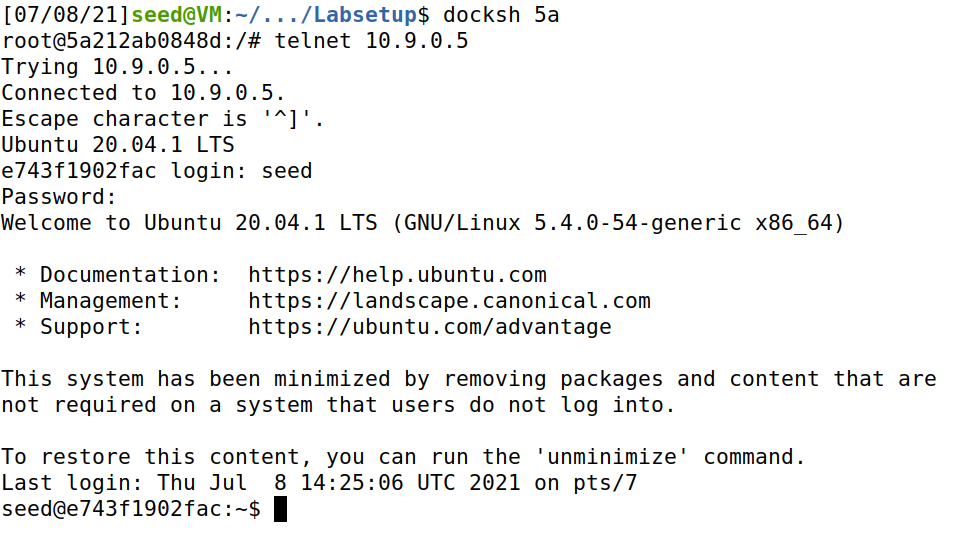 [07/08/21]seed@VM:~/.../Labsetup$ docksh 5a
root@5a212ab0848d:/# telnet 10.9.0.5
Trying 10.9.0.5...
Connected to 10.9.0.5.
Escape character is '^]'.
Ubuntu 20.04.1 LTS
e743f1902fac login: seed
Password:
Welcome to Ubuntu 20.04.1 LTS (GNU/Linux 5.4.0-54-generic x86_64)

 * Documentation:  https://help.ubuntu.com
 * Management:     https://landscape.canonical.com
 * Support:        https://ubuntu.com/advantage

This system has been minimized by removing packages and content that are
not required on a system that users do not log into.

To restore this content, you can run the 'unminimize' command.
Last login: Thu Jul  8 14:25:06 UTC 2021 on pts/7
seed@e743f1902fac:~$